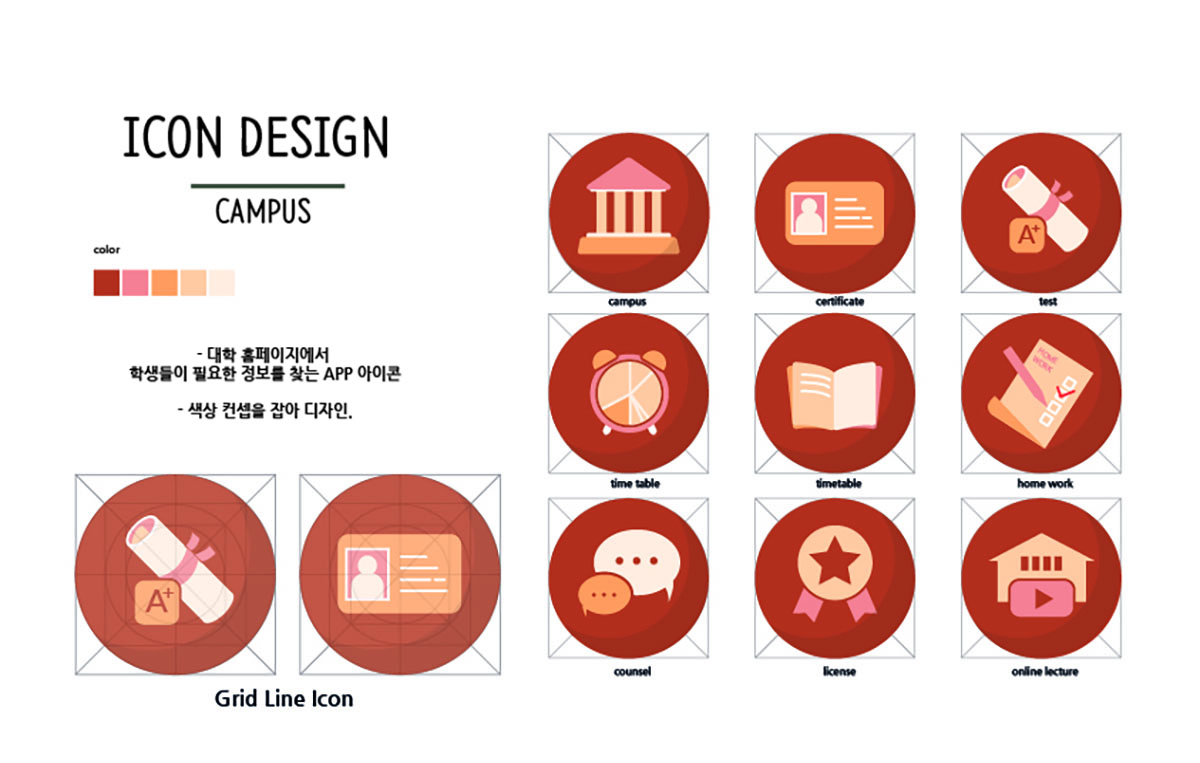 ICON DESIGN
CAMPUS
color
- 대학 홈페이지에서
학생들이 필요한 정보를 찾는 APP 아이콘
- 색상 컨셉을 잡아 디자인.
A+
Grid Line Icon
campus
certificate
A+
test
time table
timetable
HOME
WORK
home work
counsel
license
online lecture